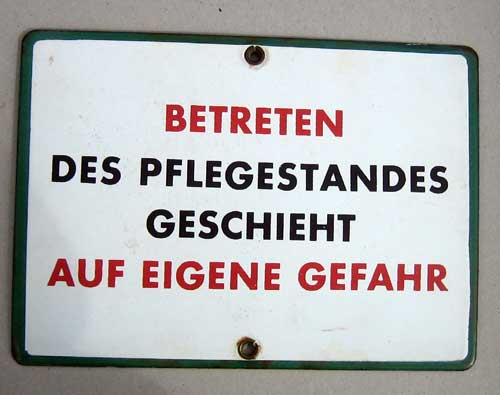 BETRETEN
DES PFLEGESTANDES
GESCHIEHT
AUF EIGENE GEFAHR